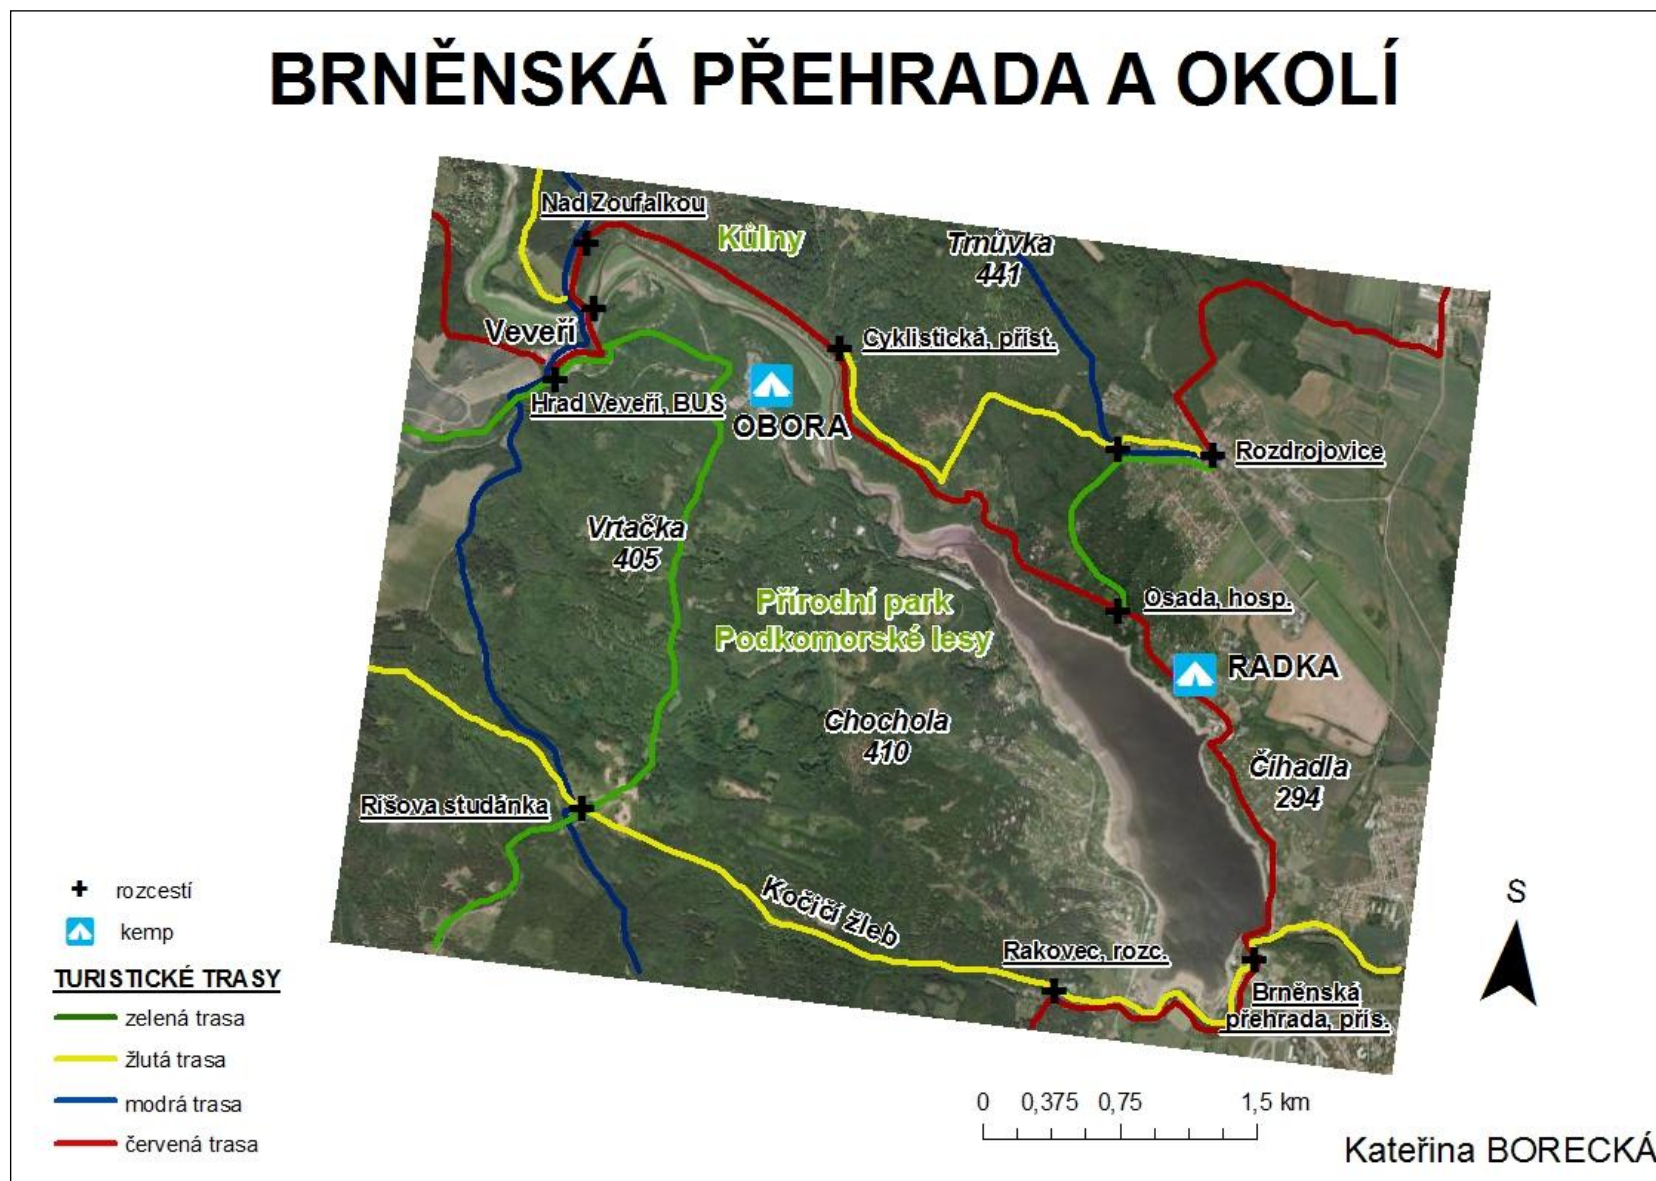 BRNĚNSKÁ PŘEHRADA A OKOLÍ
Nad Zoufalkou
Kůlny
Trnůvka
441
Veveří
Cyklistická, příst.
Hrad Veveří, BUS
OBORA
Rozdrojovice
Vrtačka
405
Přírodní park
Podkomorské lesy
Osada, hosp.
RADKA
Chochola
410
Čihadla
294
Ríšova studánka
Kočičí žleb
Rakovec, rozc.
Brněnská
přehrada, přís.
rozcestí
kemp
TURISTICKÉ TRASY
zelená trasa
žlutá trasa
modrá trasa
červená trasa
S
0 0,375 0,75 1,5 km
Kateřina BORECKÁ